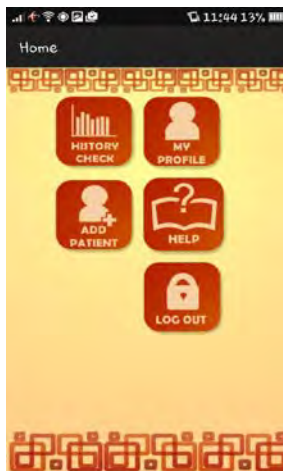 11:44 13%
Home
HISTORY
CHECK
MY
PROFILE
ADD
PATIENT
HELP
LOG OUT